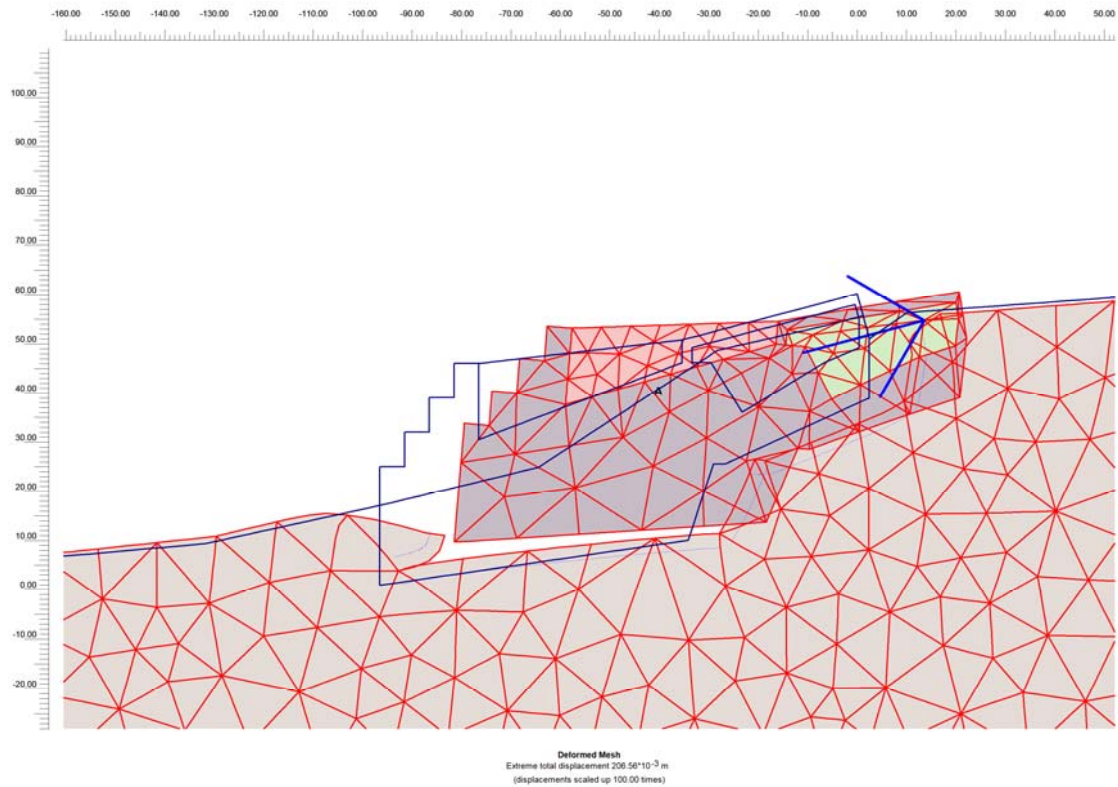 -160.00 -150.00 -140.00 -130.00 -120.00 -110.00 -100.00 -90.00 -80.00 -70.00 -60.00 -50.00 -40.00 -30.00 -20.00 -10.00 0.00 10.00 20.00 30.00 40.00 50.00
100.00
90.00
80.00
70.00
60.00
50.00
40.00
A
30.00
20.00
10.00
0.00
-10.00
-20.00
Deformed Mesh
Extreme total displacement 206.56*10-3 m
(displacements scaled up 100.00 times)